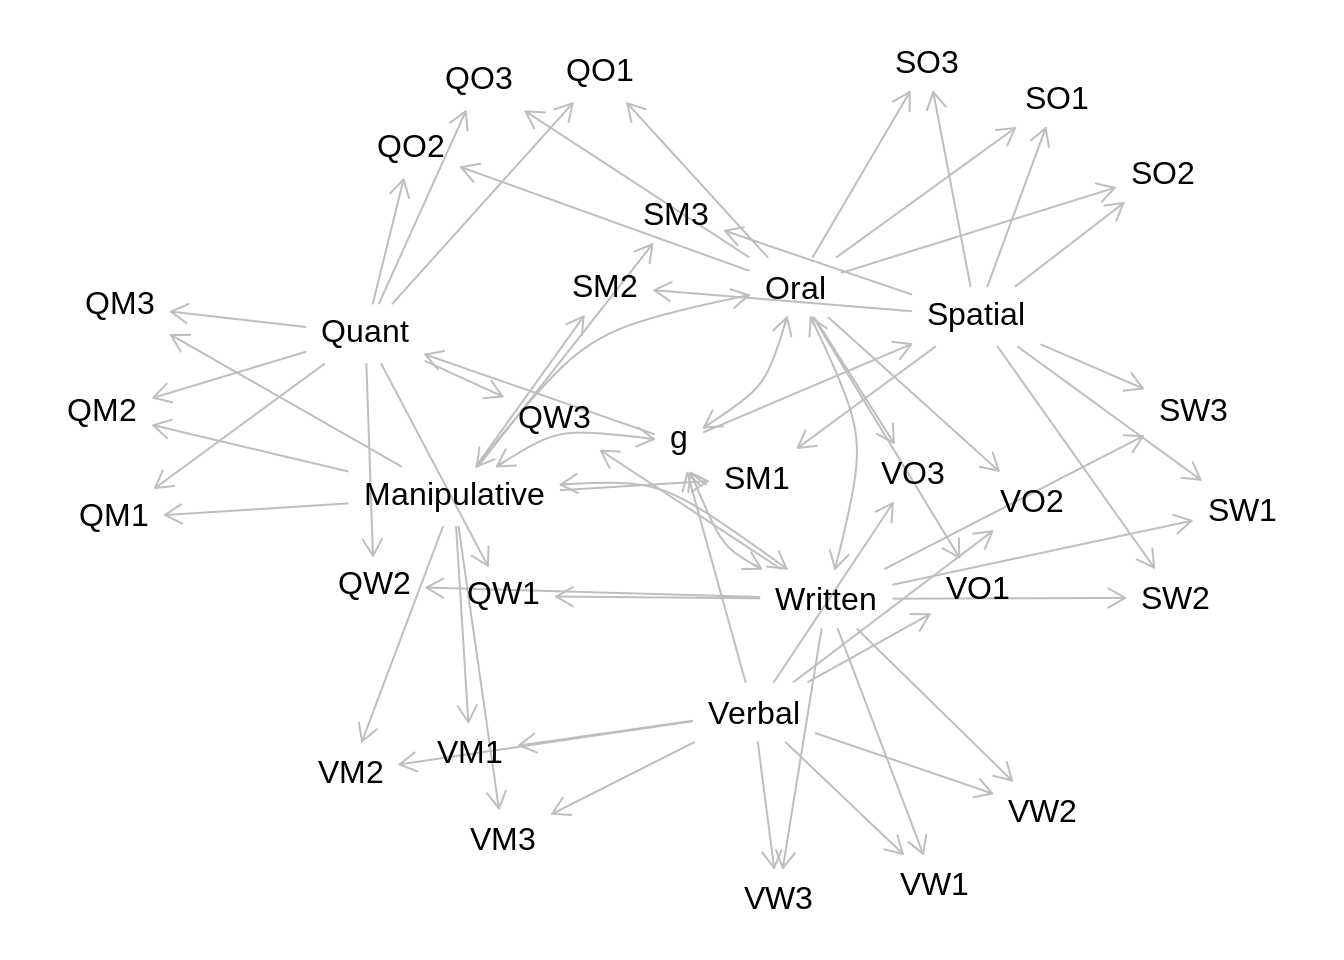 SO3
QO1
QO3
SO1
QO2
SO2
SM3
SM2
Oral
QM3
Spatial
Quant
QM2
SW3
QW3
g
VO3
SM1
Manipulative
VO2
SW1
QM1
QW2
VO1
QW1
SW2
Written
Verbal
VM1
VM2
VW2
VM3
VW1
VW3